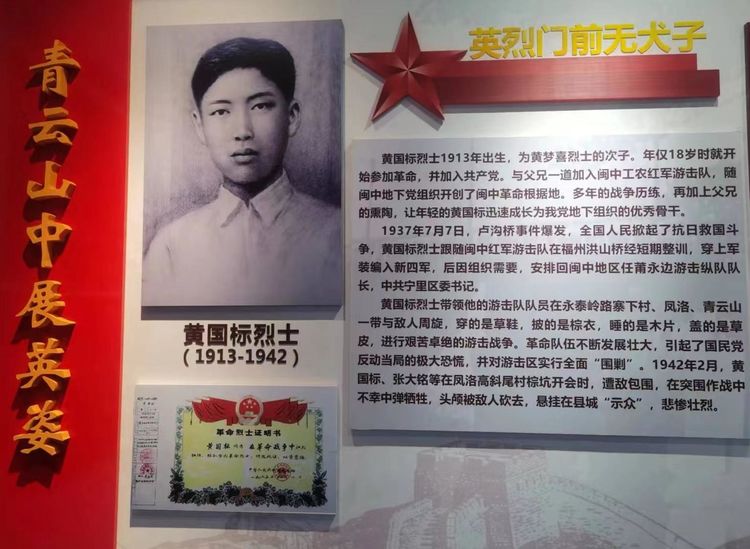 青云山中展英姿
英烈门前无犬子
黄国标烈士1913年出生，为黄梦喜烈士的次子。年仅18岁时就开
始参加革命，并加入共产党。与父兄一道加入闽中工农红军游击队，随
闽中地下党组织开创了闽中革命根据地。多年的战争历练，再加上父兄
的熏陶，让年轻的黄国标迅速成长为我党地下组织的优秀骨干。
1937年7月7日，卢沟桥事件爆发，全国人民掀起了抗日救国斗
争，黄国标烈士跟随闽中红军游击队在福州洪山桥经短期整训，穿上军
装编入新四军，后因组织需要，安排回闽中地区任莆永边游击纵队队
长，中共宁里区委书记。
黄国标烈士带领他的游击队队员在永泰岭路寨下村、凤洛、青云山
一带与敌人周旋，穿的是草鞋，披的是棕衣，睡的是木片，盖的是草
皮，进行艰苦卓绝的游击战争。革命队伍不断发展壮大，引起了国民党
反动当局的极大恐慌，并对游击区实行全面“围剿”。1942年2月，黄
国标、张大铭等在凤洛高斜尾村棕坑开会时，遭敌包围，在突围作战中
不幸中弹牺牲，头颅被敌人砍去，悬挂在县城“示众”，悲惨壮烈。
黄国标烈士
（1913-1942）
革命烈士证明书